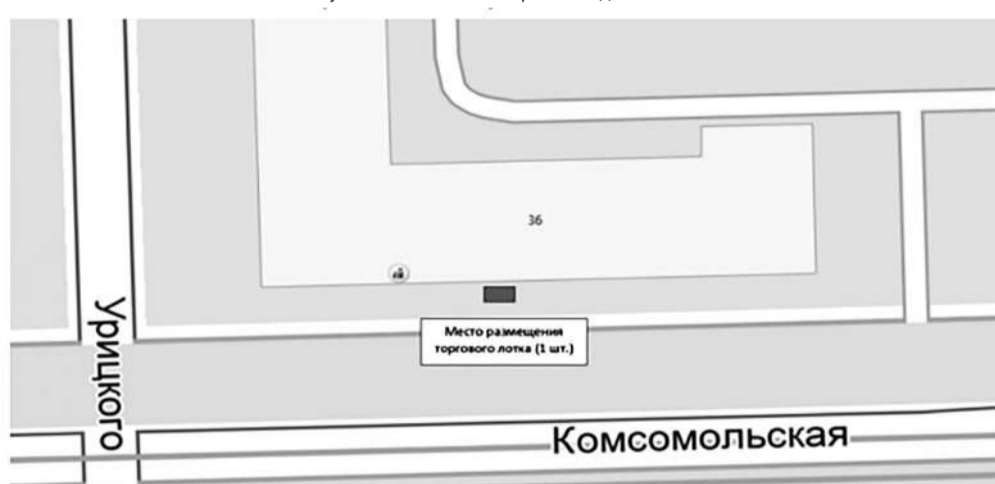 36
Место размещения
торгового лотка (1 шт.)
Урицкого
Комсомольская